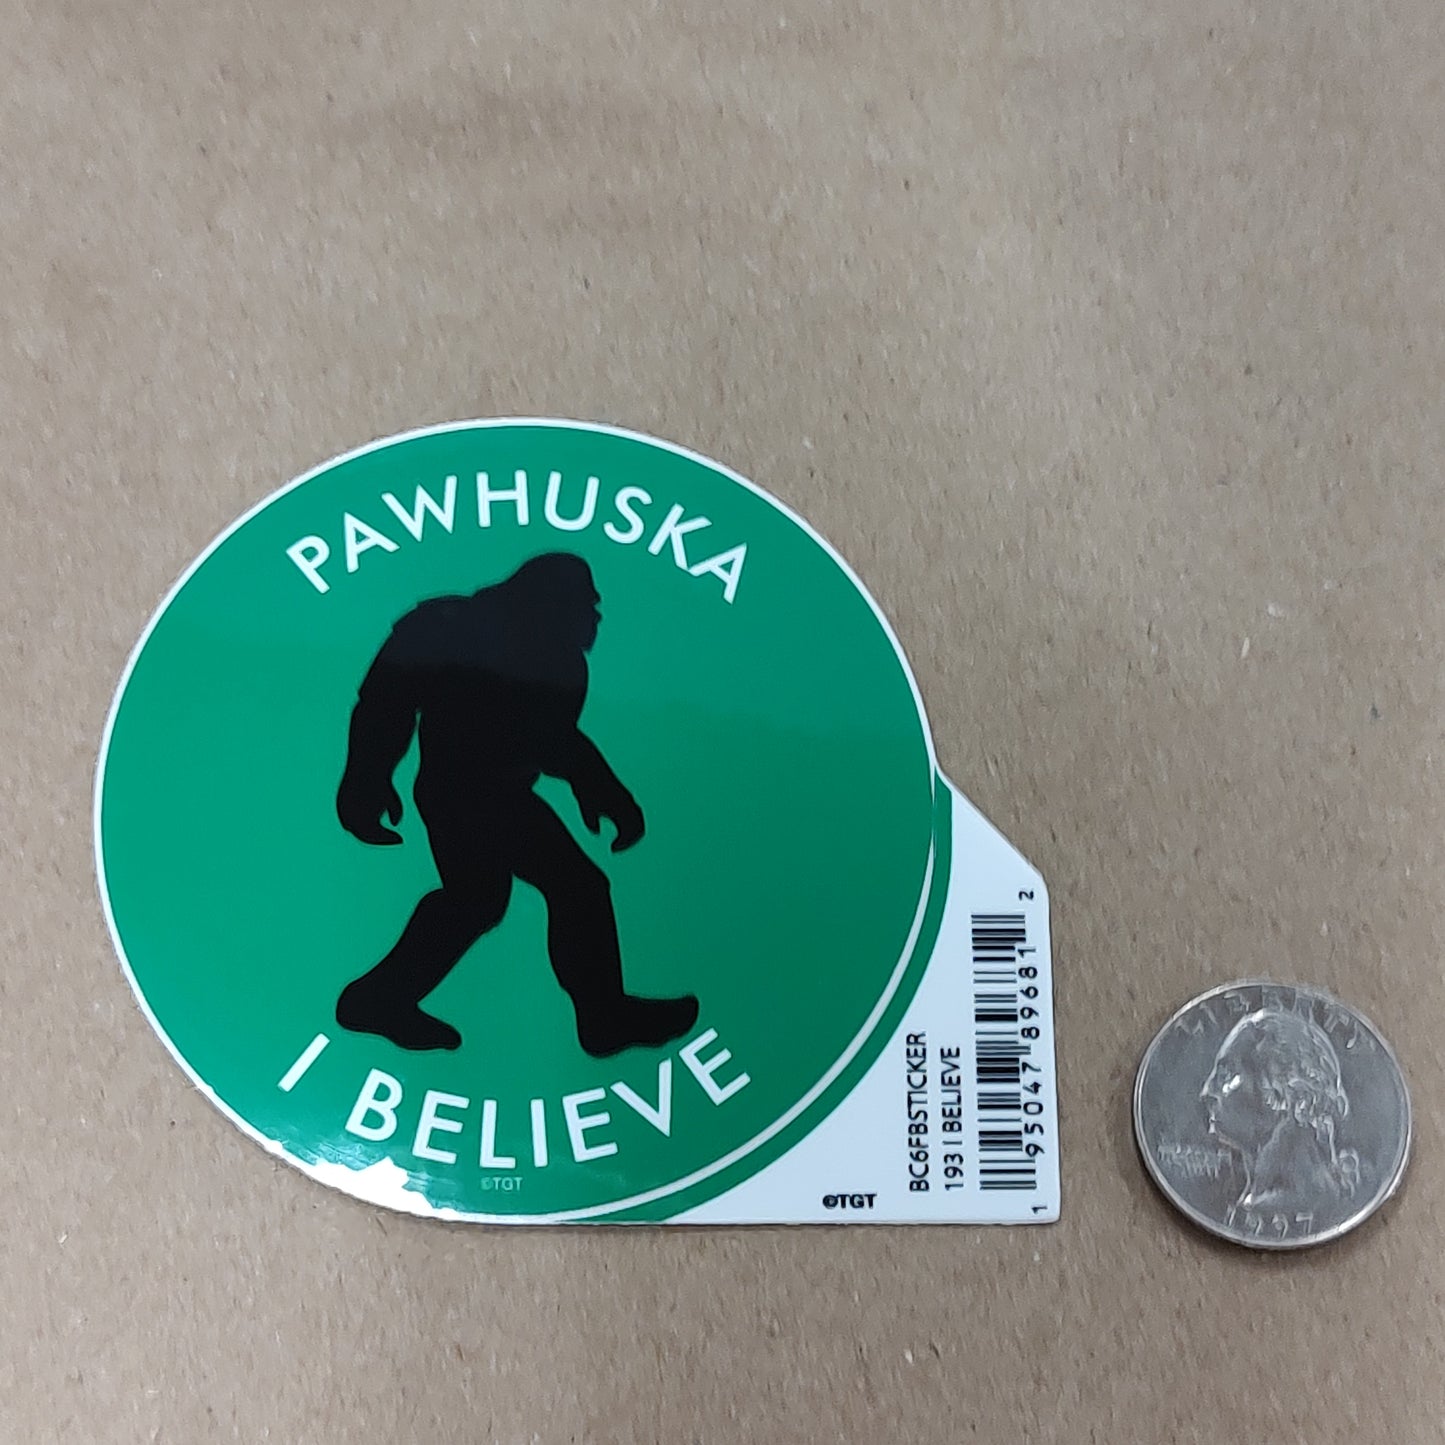 PAWHUSKA
I BELIEVE
©TGT
©TGT
BC6FBSTICKER
193 I BELIEVE
1 95047 89681 2
LIBERTY
1997